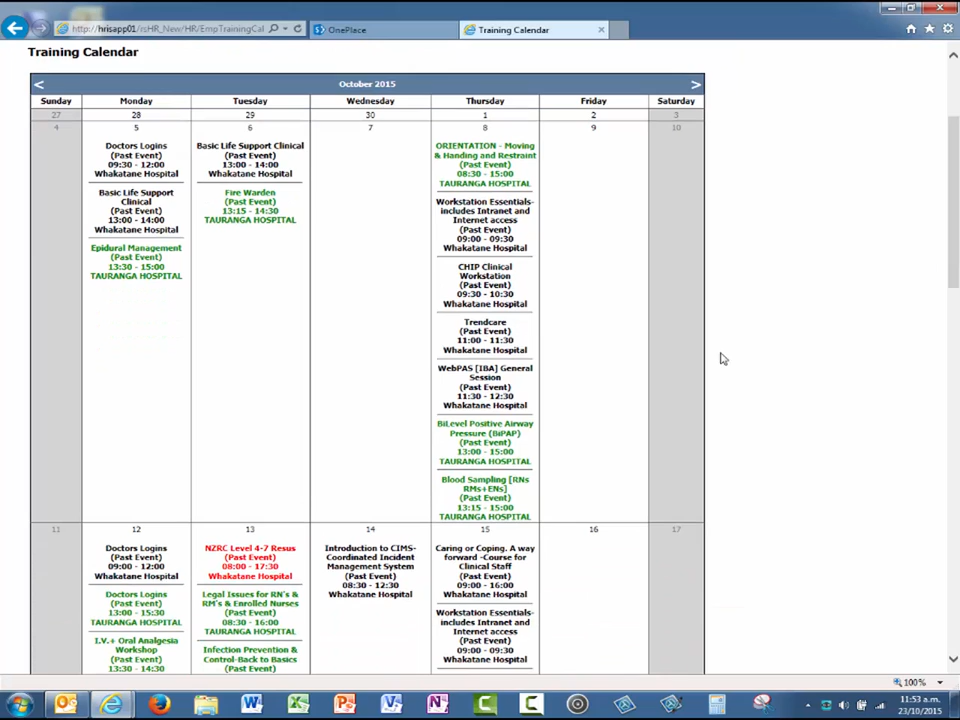 http://hrisapp01/isHR_New/HR/EmpTrainingCal
OnePlace
Training Calendar
Training Calendar
< October 2015 >
Sunday Monday Tuesday Wednesday Thursday Friday Saturday
27 28 29 30 1 2 3
4 5 6 7 8 9 10
Doctors Logins
(Past Event)
09:30 - 12:00
Whakatane Hospital
Basic Life Support
Clinical
(Past Event)
13:00 - 14:00
Whakatane Hospital
Epidural Management
(Past Event)
13:30 - 15:00
TAURANGA HOSPITAL
Basic Life Support Clinical
(Past Event)
13:00 - 14:00
Whakatane Hospital
Fire Warden
(Past Event)
13:15 - 14:30
TAURANGA HOSPITAL
ORIENTATION - Moving
& Handing and Restraint
(Past Event)
08:30 - 15:00
TAURANGA HOSPITAL
Workstation Essentials-
includes Intranet and
Internet access
(Past Event)
09:00 - 09:30
Whakatane Hospital
CHIP Clinical
Workstation
(Past Event)
09:30 - 10:30
Whakatane Hospital
Trendcare
(Past Event)
11:00 - 11:30
Whakatane Hospital
WebPAS [IBA] General
Session
(Past Event)
11:30 - 12:30
Whakatane Hospital
BiLevel Positive Airway
Pressure (BiPAP)
(Past Event)
13:00 - 15:00
TAURANGA HOSPITAL
Blood Sampling [RNs
RMs+ENs]
(Past Event)
13:15 - 15:00
TAURANGA HOSPITAL
11 12 13 14 15 16 17
Doctors Logins
(Past Event)
09:00 - 12:00
Whakatane Hospital
Doctors Logins
(Past Event)
13:00 - 15:30
TAURANGA HOSPITAL
I.V.+ Oral Analgesia
Workshop
(Past Event)
13:30 - 14:30
NZRC Level 4-7 Resus
(Past Event)
08:00 - 17:30
Whakatane Hospital
Legal Issues for RN's &
RM's & Enrolled Nurses
(Past Event)
08:30 - 16:00
TAURANGA HOSPITAL
Infection Prevention &
Control-Back to Basics
(Past Event)
Introduction to CIMS-
Coordinated Incident
Management System
(Past Event)
08:30 - 12:30
Whakatane Hospital
Caring or Coping. A way
forward -Course for
Clinical Staff
(Past Event)
09:00 - 16:00
Whakatane Hospital
Workstation Essentials-
includes Intranet and
Internet access
(Past Event)
09:00 - 09:30
Whakatane Hospital
100%
11:53 a.m.
23/10/2015